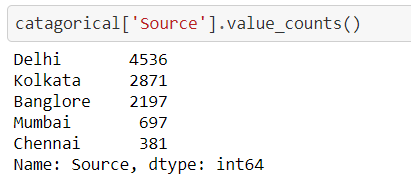 catagorical['Source'].value_counts()
Delhi 4536
Kolkata 2871
Banglore 2197
Mumbai 697
Chennai 381
Name: Source, dtype: int64